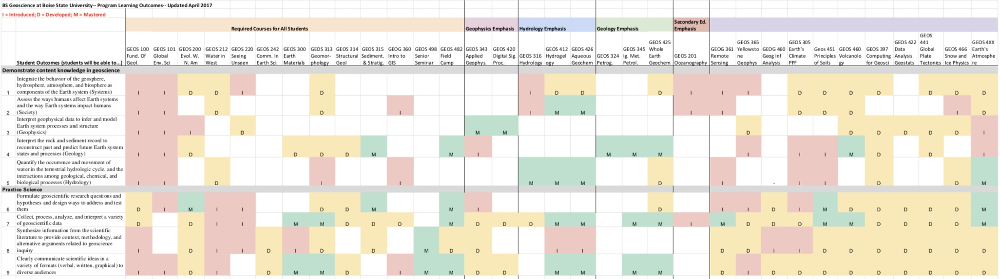 BS Geoscience at Boise State University-- Program Learning Outcomes-- Updated April 2017
I = Introduced; D = Developed; M = Mastered
Required Courses for All Students Geophysics Emphasis Hydrology Emphasis Geology Emphasis Secondary Ed. Emphasis
Student Outcomes (students will be able to...)
GEOS 100 Fund. Of Geol.
GEOS 101 Global Env. Sci
GEOS 200 Evol. W. N. Am
GEOS 212 Water in West
GEOS 220 Seeing Unseen
GEOS 242 Comm. In Earth Sci.
GEOS 300 Earth Materials
GEOS 313 Geomor-phology
GEOS 314 Structural Geol
GEOS 315 Sediment. & Stratig.
GEOG 360 Intro to GIS
GEOS 498 Senior Seminar
GEOS 482 Field Camp
GEOS 343 Applied Geophys.
GEOS 420 Digital Sig. Proc.
GEOS 316 Hydrology
GEOS 412 Hydrogel ogy
GEOS 426 Aqueous Geochem
GEOS 324 Petrog.
GEOS 345 Ig. Met. Petrol.
GEOS 425 Whole Earth Geochem
GEOS 201 Oceanography
GEOG 361 Remote Sensing
GEOS 365 Yellowsto ne Geophys
GEOG 460 Geog Inf Analysis
GEOS 305 Earth's Climate PPF
Geos 451 Principles of Soils
GEOS 460 Volcanolo gy
GEOS 397 Computing for Geosci
GEOS 422 Data Analysis Geostats
GEOS 441 Global Plate Tectonics
GEOS 466 Snow and Ice Physics
GEOS 4XX Earth's Atmosphe re
Demonstrate content knowledge in geoscience
Integrate the behavior of the geosphere,
hydrosphere, atmosphere, and biosphere as
1 components of the Earth system (Systems) I I D D I D I D D D I I I D D D D D D D
Assess the ways humans affect Earth systems
and the way Earth systems impact humans
2 (Society) I I D D I I M M I I D D D I D
Interpret geophysical data to infer and model
Earth system processes and structure
3 (Geophysics) I I I D M M D D D D D D I
Interpret the rock and sediment record to
reconstruct past and predict future Earth system
4 states and processes (Geology) I I D D D D M M I M M M I I I M D D I
Quantify the occurrence and movement of
water in the terrestrial hydrologic cycle, and the
interactions among geological, chemical, and
5 biological processes (Hydrology) I I D I I M M M D I - I I D D M
Practice Science
Formulate geoscientific research questions and
hypotheses and design ways to address and test
6 them D I M I I D D M M I D I I D I M D D D D D M
Collect, process, analyze, and interpret a variety
7 of geoscientific data D D I I M M D D D M D D D M M M M I M D D D M M D D D D M
Synthesize information from the scientific
literature to provide context, methodology, and
alternative arguments related to geoscience
8 inquiry I D I I D I D D M D D I I D D I I D D D D D D D
Clearly communicate scientific ideas in a
variety of formats (verbal, written, graphical) to
9 diverse audiences I I D I D M M D I M M D D M M M M D I D D D D D D D D D